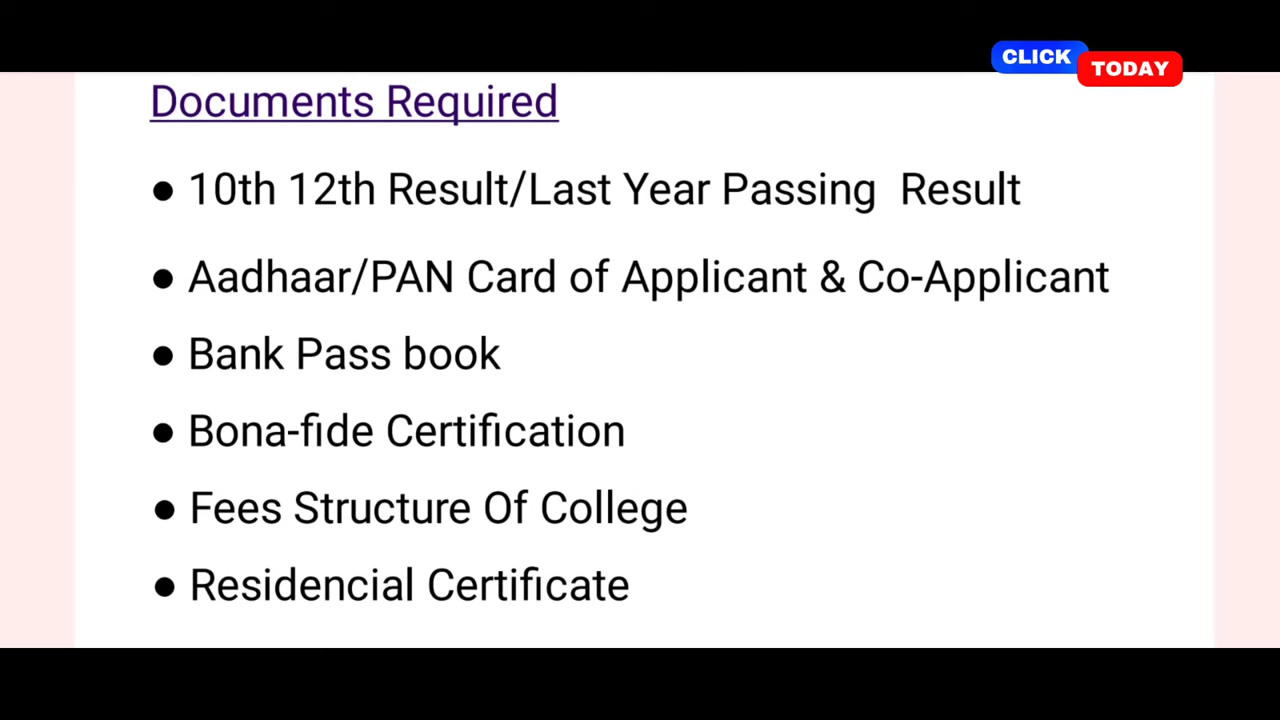 CLICK
TODAY
Documents Required
● 10th 12th Result/Last Year Passing  Result
● Aadhaar/PAN Card of Applicant & Co-Applicant
● Bank Pass book
● Bona-fide Certification
● Fees Structure Of College
● Residencial Certificate